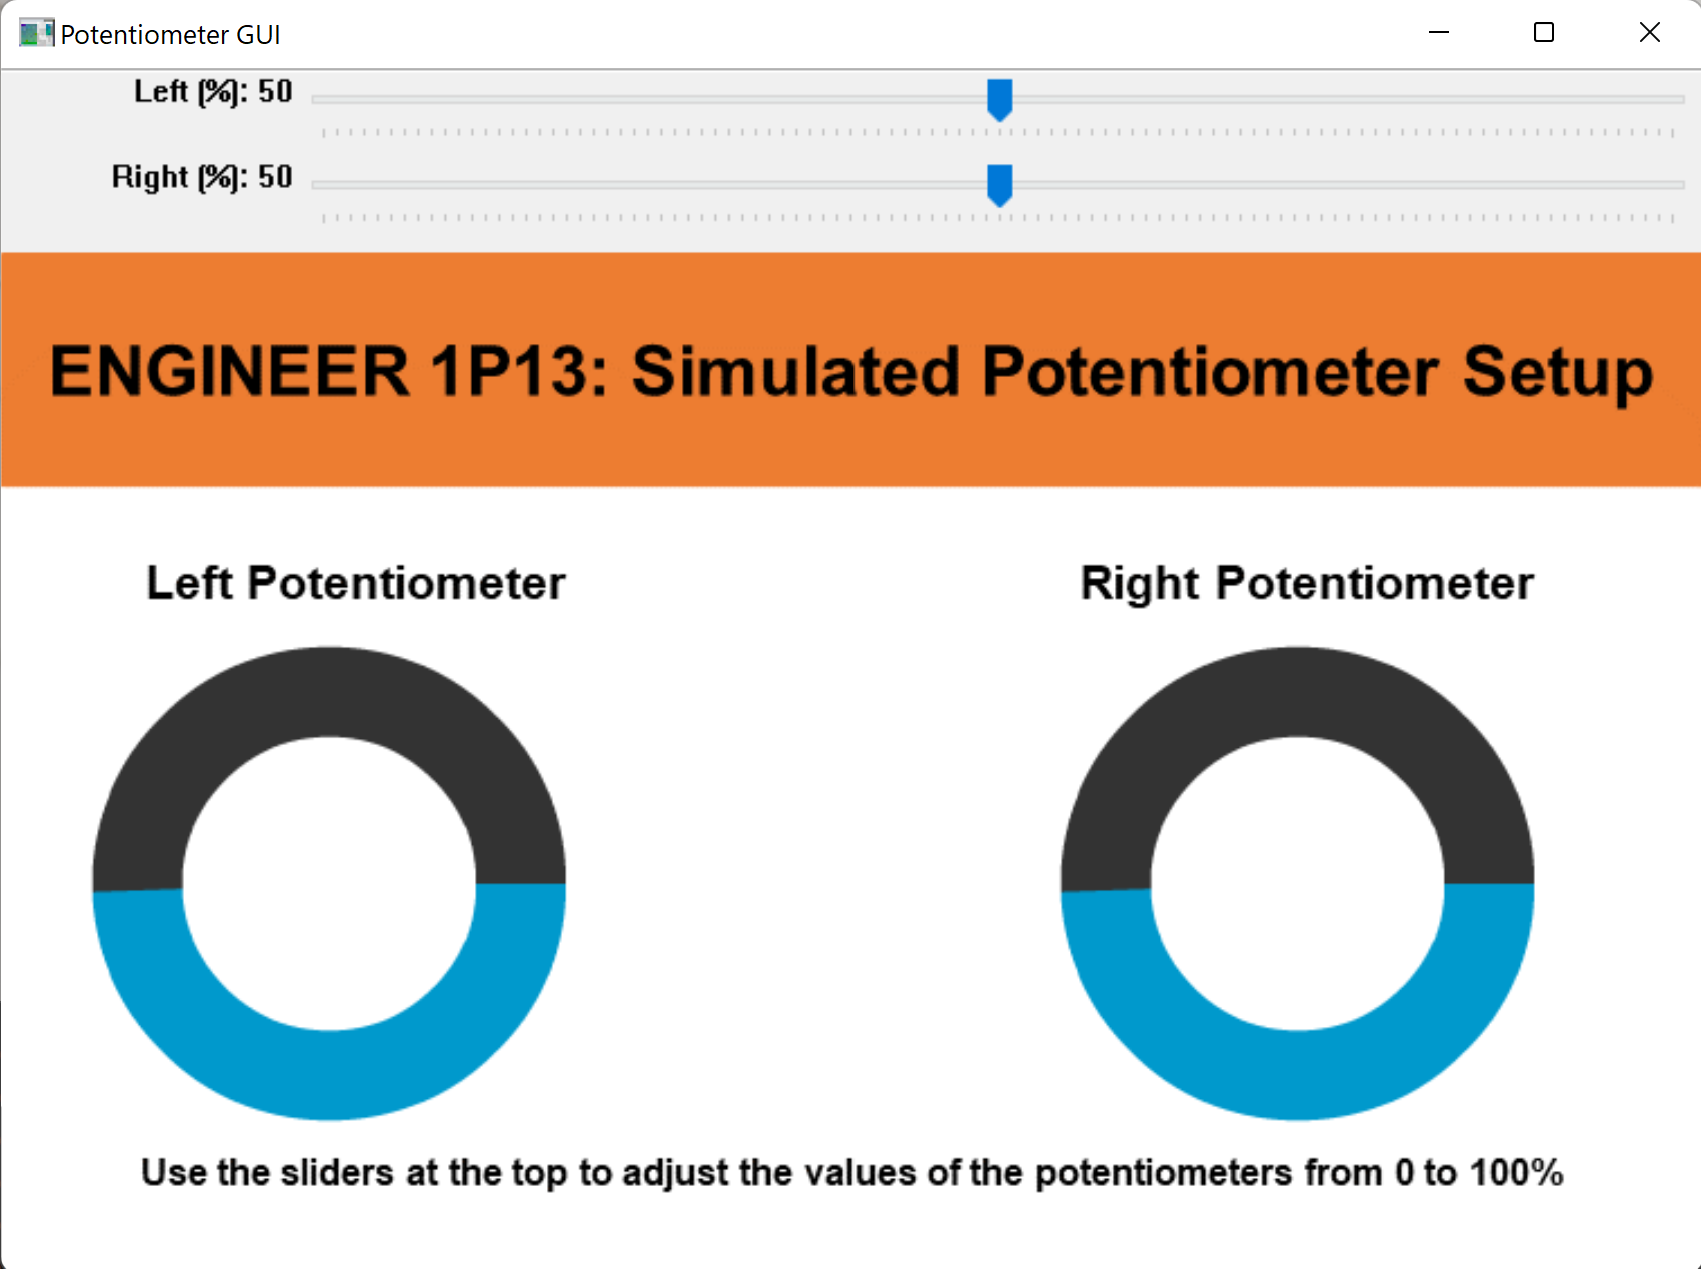 Potentiometer GUI
Left (%): 50
Right (%): 50
ENGINEER 1P13: Simulated Potentiometer Setup
Left Potentiometer
Right Potentiometer
Use the sliders at the top to adjust the values of the potentiometers from 0 to 100%